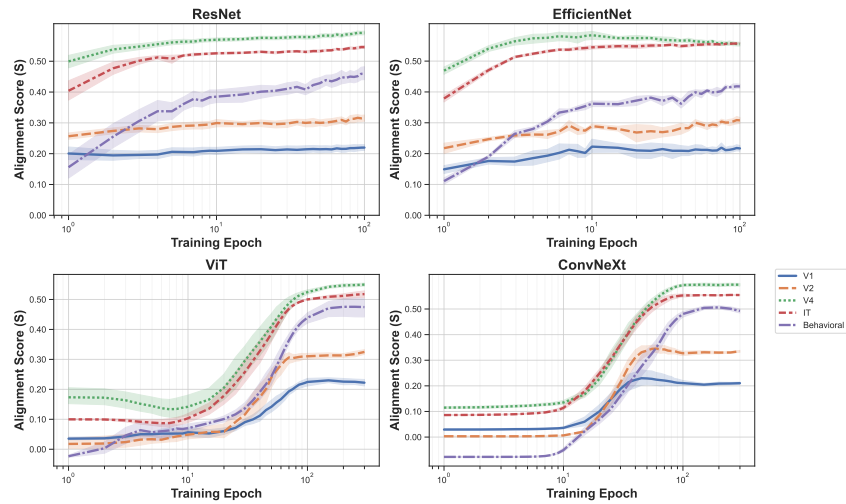 ResNet
Alignment Score (S)
0.50
0.40
0.30
0.20
0.10
0.00
10^0
10^1
10^2
Training Epoch
EfficientNet
Alignment Score (S)
0.50
0.40
0.30
0.20
0.10
0.00
10^0
10^1
10^2
Training Epoch
ViT
Alignment Score (S)
0.50
0.40
0.30
0.20
0.10
0.00
10^0
10^1
10^2
Training Epoch
ConvNeXt
Alignment Score (S)
0.50
0.40
0.30
0.20
0.10
0.00
10^0
10^1
10^2
Training Epoch
V1
V2
V4
IT
Behavioral